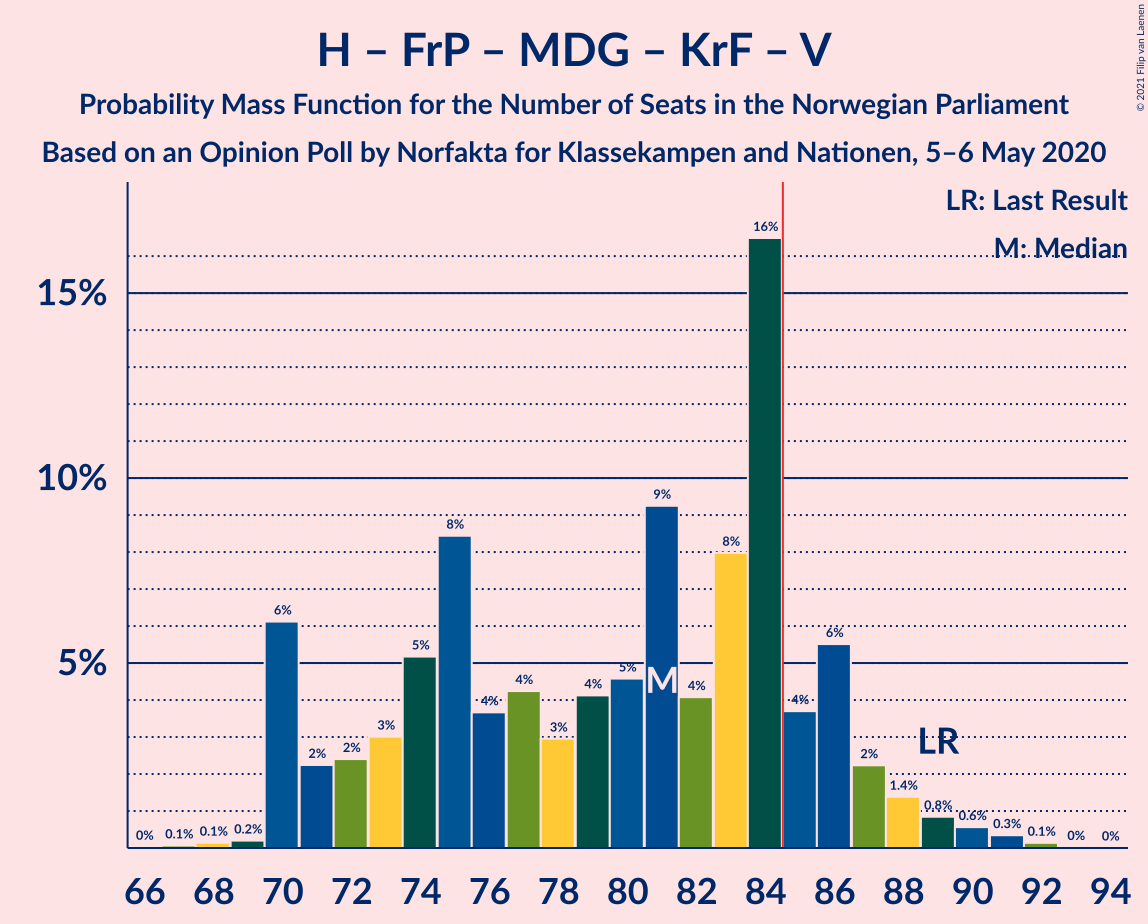 H – FrP – MDG – KrF – V
Probability Mass Function for the Number of Seats in the Norwegian Parliament
Based on an Opinion Poll by Norfakta for Klassekampen and Nationen, 5–6 May 2020
© 2021 Filip van Laenen
LR: Last Result
M: Median
15%
10%
5%
0% 0.1% 0.1% 0.2% 6% 2% 2% 3% 5% 8% 4% 4% 3% 4% 5% 9% 4% 8% 16% 4% 6% 2% 1.4% 0.8% 0.6% 0.3% 0.1% 0% 0%
M
LR
66 68 70 72 74 76 78 80 82 84 86 88 90 92 94